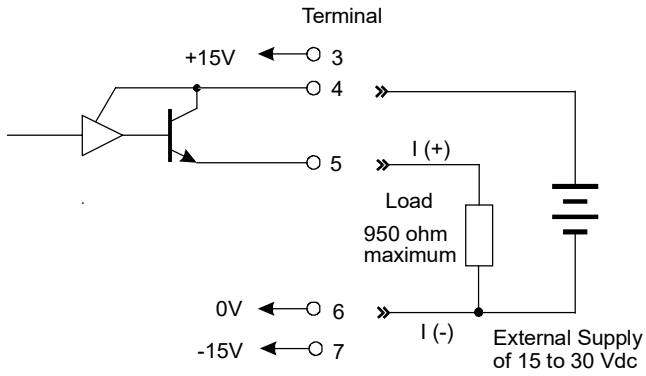 Terminal
+15V 3
4
5
I (+)
Load
950 ohm
maximum
0V 6
I (-)
-15V 7
External Supply
of 15 to 30 Vdc